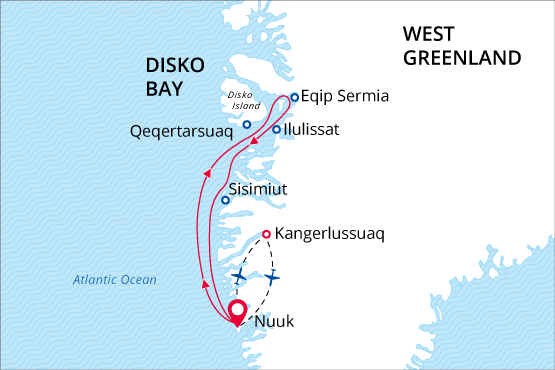 WEST
GREENLAND
DISKO
BAY
Disko
Island
Eqip Sermia
Qeqertarsuaq
Ilulissat
Sisimiut
Kangerlussuaq
Atlantic Ocean
Nuuk